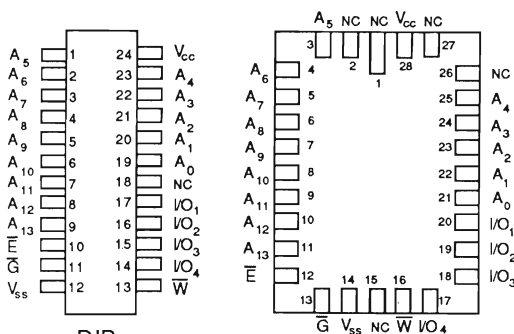 A₅ 1 24 Vcc
A₆ 2 23 A₄
A₇ 3 22 A₃
A₈ 4 21 A₂
A₉ 5 20 A₁
A₁₀ 6 19 A₀
A₁₁ 7 18 NC
A₁₂ 8 17 I/O₁
A₁₃ 9 16 I/O₂
E̅ 10 15 I/O₃
G̅ 11 14 I/O₄
Vss 12 13 W̅
DIP
A₅ NC NC Vcc NC
3 2 1 28 27
A₆ 4 26 NC
A₇ 5 25 A₄
A₈ 6 24 A₃
A₉ 7 23 A₂
A₁₀ 8 22 A₁
A₁₁ 9 21 A₀
A₁₂ 10 20 I/O₁
A₁₃ 11 19 I/O₂
E̅ 12 18 I/O₃
13 14 15 16 17
G̅ Vss NC W̅ I/O₄